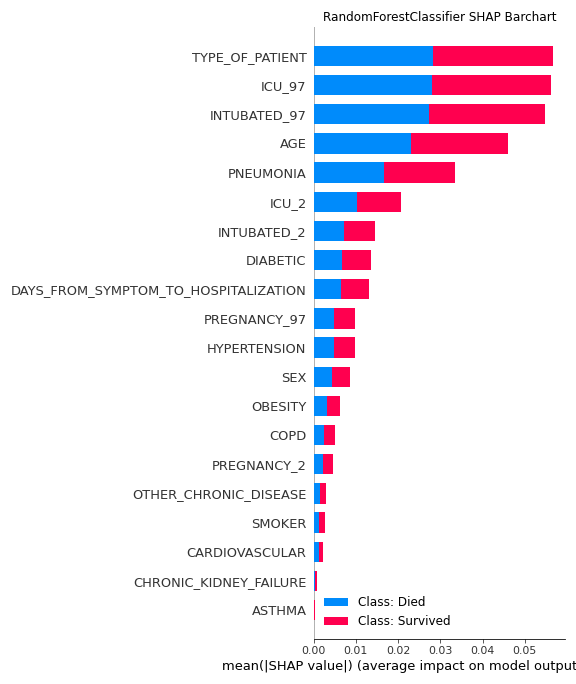 RandomForestClassifier SHAP Barchart
TYPE_OF_PATIENT
ICU_97
INTUBATED_97
AGE
PNEUMONIA
ICU_2
INTUBATED_2
DIABETIC
DAYS_FROM_SYMPTOM_TO_HOSPITALIZATION
PREGNANCY_97
HYPERTENSION
SEX
OBESITY
COPD
PREGNANCY_2
OTHER_CHRONIC_DISEASE
SMOKER
CARDIOVASCULAR
CHRONIC_KIDNEY_FAILURE
ASTHMA
Class: Died
Class: Survived
0.00 0.01 0.02 0.03 0.04 0.05
mean(|SHAP value|) (average impact on model output